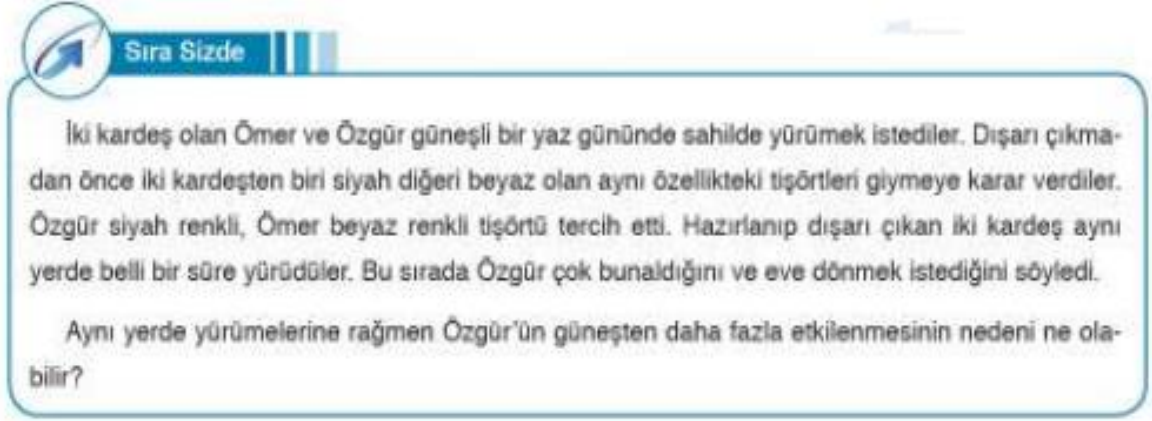 Sıra Sizde
İki kardeş olan Ömer ve Özgür güneşli bir yaz gününde sahilde yürümek istediler. Dışarı çıkma-
dan önce iki kardeşten biri siyah diğeri beyaz olan aynı özellikteki tişörtleri giymeye karar verdiler.
Özgür siyah renkli, Ömer beyaz renkli tişörtü tercih etti. Hazırlanıp dışarı çıkan iki kardeş aynı
yerde belli bir süre yürüdüler. Bu sırada Özgür çok bunaldığını ve eve dönmek istediğini söyledi.
Aynı yerde yürümelerine rağmen Özgür'ün güneşten daha fazla etkilenmesinin nedeni ne ola-
bilir?